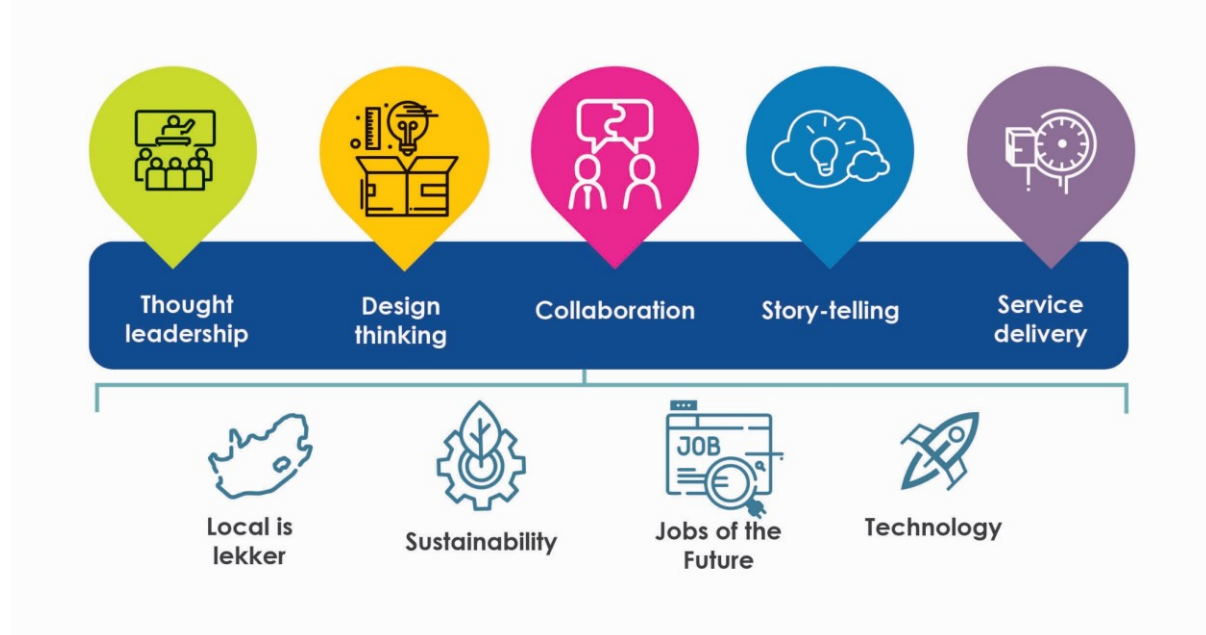 Thought
leadership
Design
thinking
Collaboration
Story-telling
Service
delivery
JOB
Local is
lekker
Sustainability
Jobs of the
Future
Technology